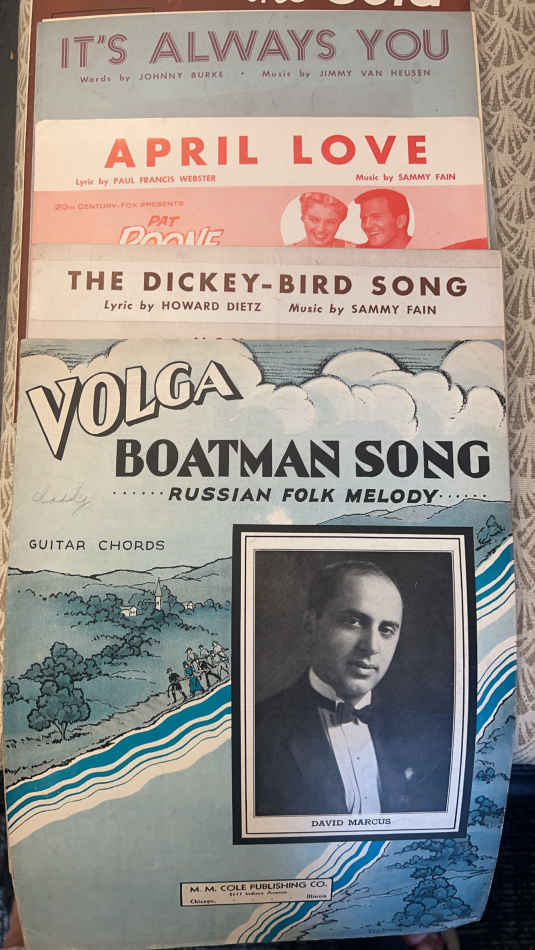 IT'S ALWAYS YOU
Words by JOHNNY BURKE • Music by JIMMY VAN HEUSEN
APRIL LOVE
Lyric by PAUL FRANCIS WEBSTER Music by SAMMY FAIN
20th CENTURY-FOX PRESENTS
PAT
BOONE
THE DICKEY-BIRD SONG
Lyric by HOWARD DIETZ Music by SAMMY FAIN
VOLGA
BOATMAN SONG
······RUSSIAN FOLK MELODY······
GUITAR CHORDS
DAVID MARCUS
M. M. COLE PUBLISHING CO.
Chicago, Illinois